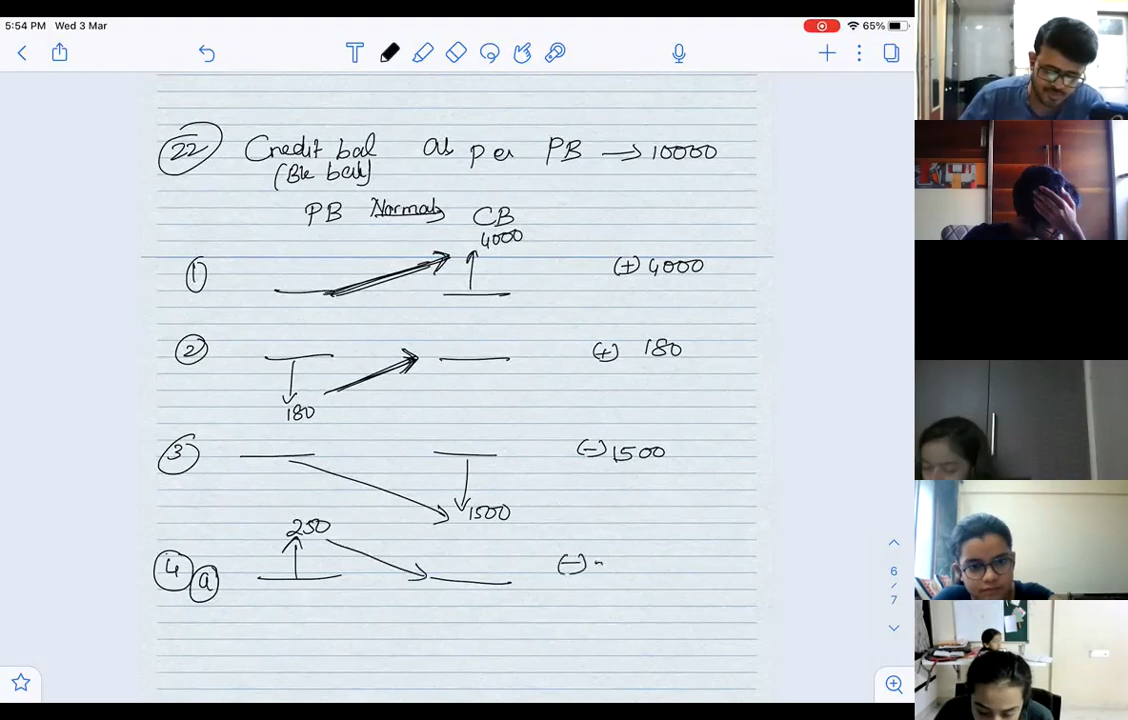 5:54 PM Wed 3 Mar
65%
T
22 Credit bal as per PB → 10000
PB Normal CB
4000
1 (+) 4000
2 (+) 180
180
3 (-) 1500
1500
250
4 a (-)
6
/
7